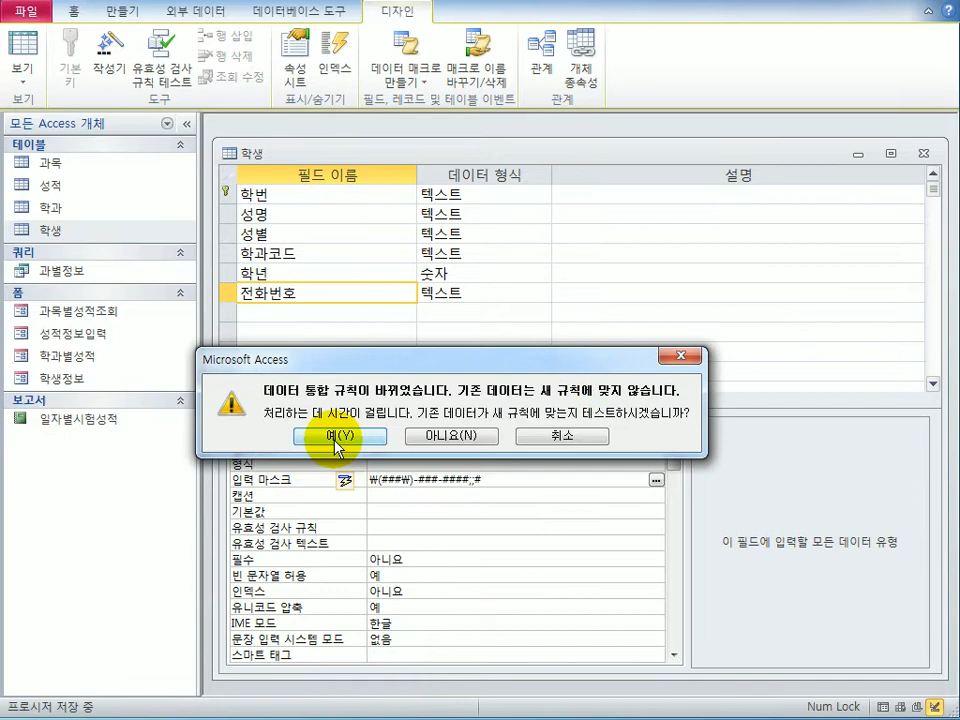 파일 홈 만들기 외부 데이터 데이터베이스 도구 디자인
보기
기본
키
작성기
유효성 검사
규칙 테스트
행 삽입
행 삭제
조회 수정
속성
시트
인덱스
데이터 매크로
만들기
매크로 이름
바꾸기/삭제
관계
개체
종속성
보기 도구 표시/숨기기 필드, 레코드 및 테이블 이벤트 관계
모든 Access 개체
테이블
과목
성적
학과
학생
쿼리
과별정보
폼
과목별성적조회
성적정보입력
학과별성적
학생정보
보고서
일자별시험성적
학생
필드 이름 데이터 형식 설명
학번 텍스트
성명 텍스트
성별 텍스트
학과코드 텍스트
학년 숫자
전화번호 텍스트
Microsoft Access
데이터 통합 규칙이 바뀌었습니다. 기존 데이터는 새 규칙에 맞지 않습니다.
처리하는 데 시간이 걸립니다. 기존 데이터가 새 규칙에 맞는지 테스트하시겠습니까?
예(Y) 아니요(N) 취소
형식
입력 마스크 ₩(###₩)-###-####;;#
캡션
기본값
유효성 검사 규칙
유효성 검사 텍스트
필수 아니요
빈 문자열 허용 예
인덱스 아니요
유니코드 압축 예
IME 모드 한글
문장 입력 시스템 모드 없음
스마트 태그
이 필드에 입력할 모든 데이터 유형
프로시저 저장 중 Num Lock